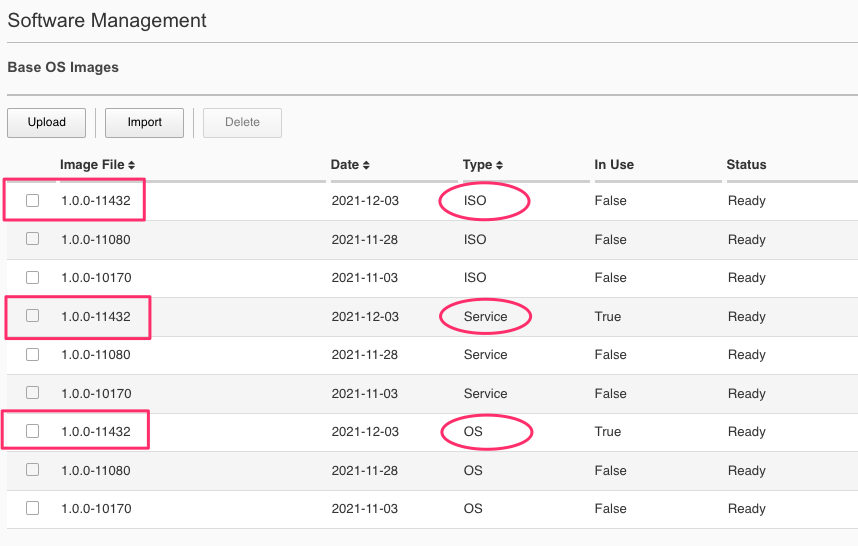 Software Management
Base OS Images
Upload Import Delete
Image File Date Type In Use Status
1.0.0-11432 2021-12-03 ISO False Ready
1.0.0-11080 2021-11-28 ISO False Ready
1.0.0-10170 2021-11-03 ISO False Ready
1.0.0-11432 2021-12-03 Service True Ready
1.0.0-11080 2021-11-28 Service False Ready
1.0.0-10170 2021-11-03 Service False Ready
1.0.0-11432 2021-12-03 OS True Ready
1.0.0-11080 2021-11-28 OS False Ready
1.0.0-10170 2021-11-03 OS False Ready